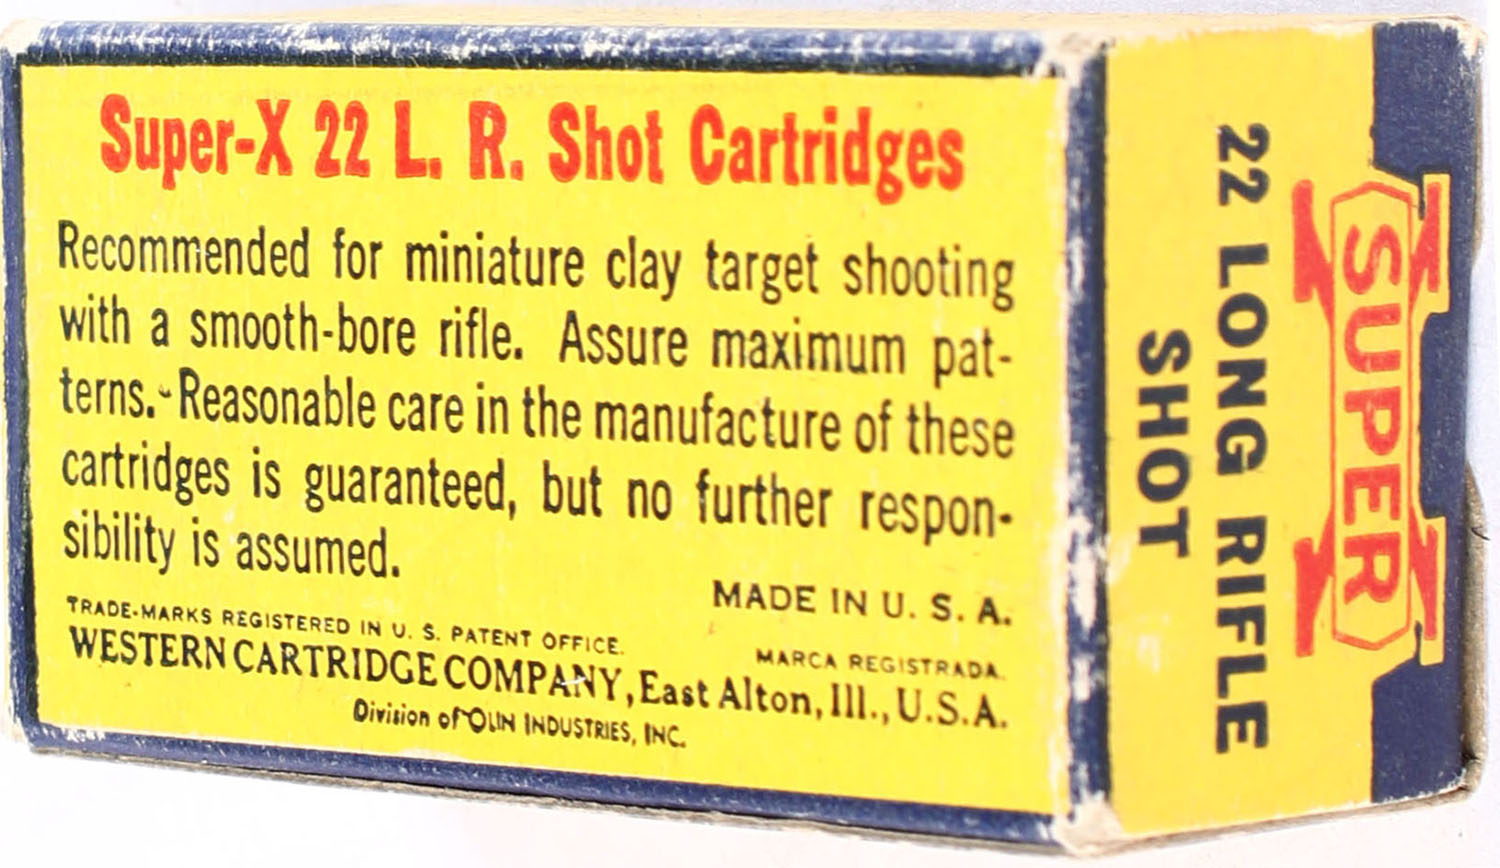 Super-X 22 L. R. Shot Cartridges
Recommended for miniature clay target shooting
with a smooth-bore rifle. Assure maximum pat-
terns. Reasonable care in the manufacture of these
cartridges is guaranteed, but no further respon-
sibility is assumed.
MADE IN U. S. A.
TRADE-MARKS REGISTERED IN U. S. PATENT OFFICE.
MARCA REGISTRADA.
WESTERN CARTRIDGE COMPANY, East Alton, Ill., U.S.A.
Division of OLIN INDUSTRIES, INC.
SUPER X
22 LONG RIFLE
SHOT